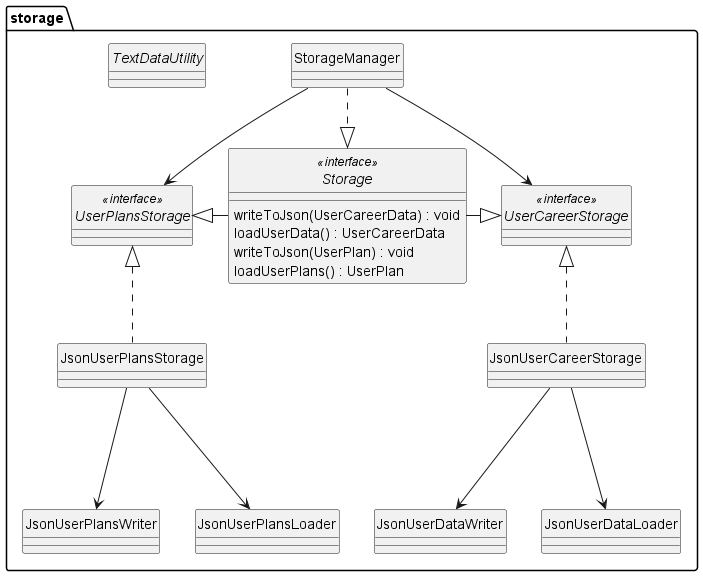 storage
TextDataUtility
StorageManager
«interface»
Storage
writeToJson(UserCareerData) : void
loadUserData() : UserCareerData
writeToJson(UserPlan) : void
loadUserPlans() : UserPlan
«interface»
UserPlansStorage
«interface»
UserCareerStorage
JsonUserPlansStorage
JsonUserCareerStorage
JsonUserPlansWriter
JsonUserPlansLoader
JsonUserDataWriter
JsonUserDataLoader